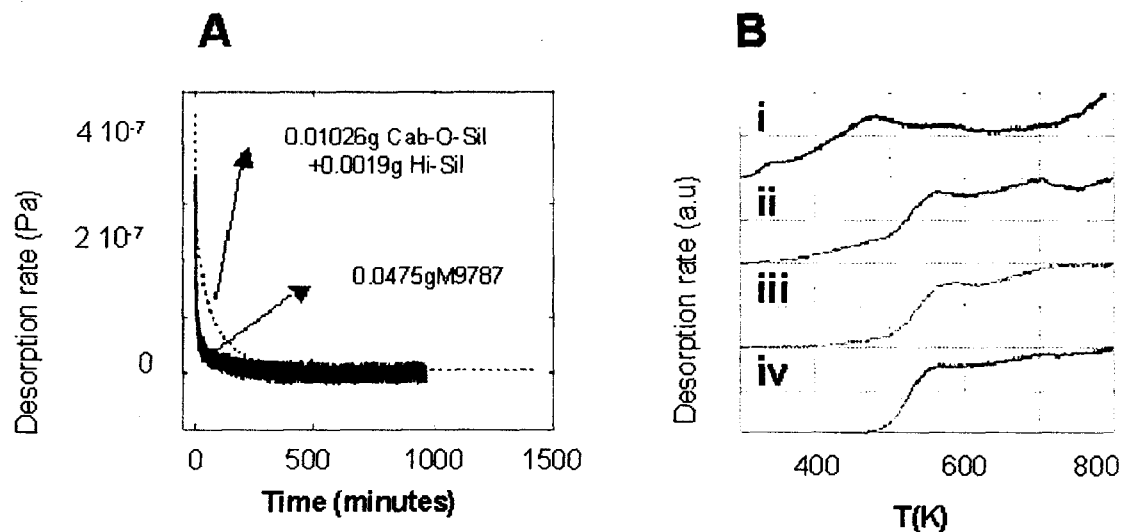 A
Desorption rate (Pa)
4 10⁻⁷
2 10⁻⁷
0
0.01026g Cab-O-Sil
+0.0019g Hi-Sil
0.0475gM9787
0 500 1000 1500
Time (minutes)
B
Desorption rate (a.u)
i
ii
iii
iv
400 600 800
T(K)